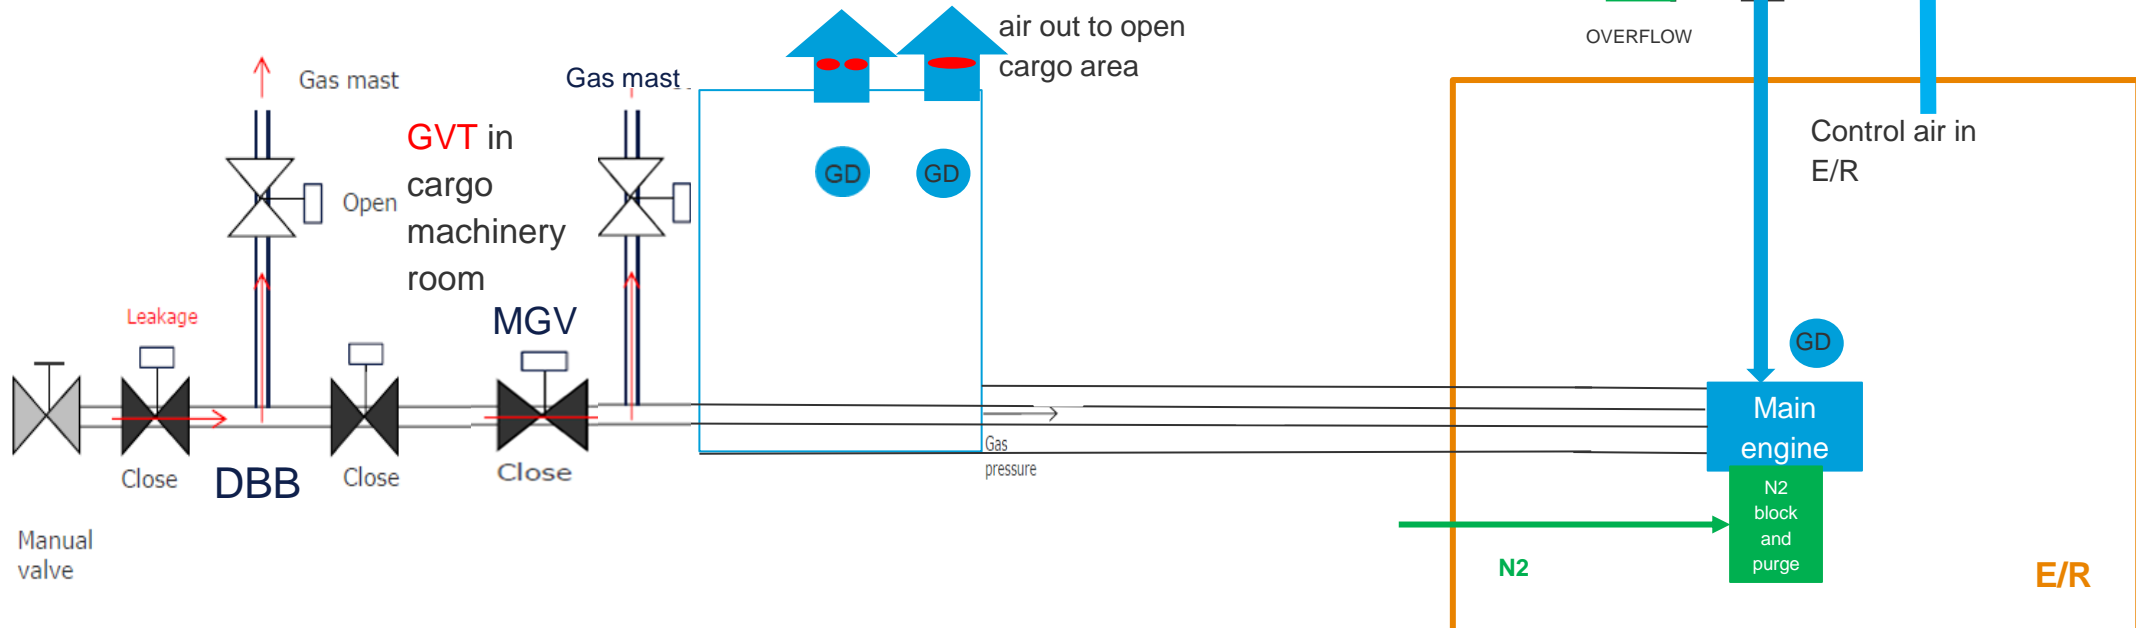 air out to open
cargo area
OVERFLOW
Gas mast
Gas mast
GVT in
cargo
machinery
room
Open
GD
GD
Control air in
E/R
Leakage
MGV
GD
Main
engine
Gas
pressure
Close
DBB
Close
Close
N2
block
and
purge
Manual
valve
N2
E/R